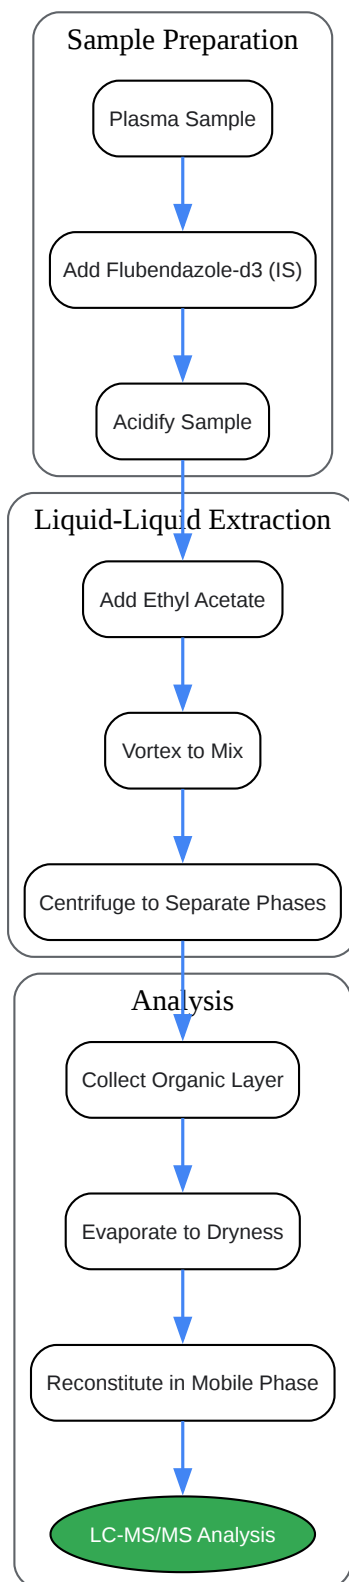 Sample Preparation
Plasma Sample
Add Flubendazole-d3 (IS)
Acidify Sample
Liquid-Liquid Extraction
Add Ethyl Acetate
Vortex to Mix
Centrifuge to Separate Phases
Analysis
Collect Organic Layer
Evaporate to Dryness
Reconstitute in Mobile Phase
LC-MS/MS Analysis